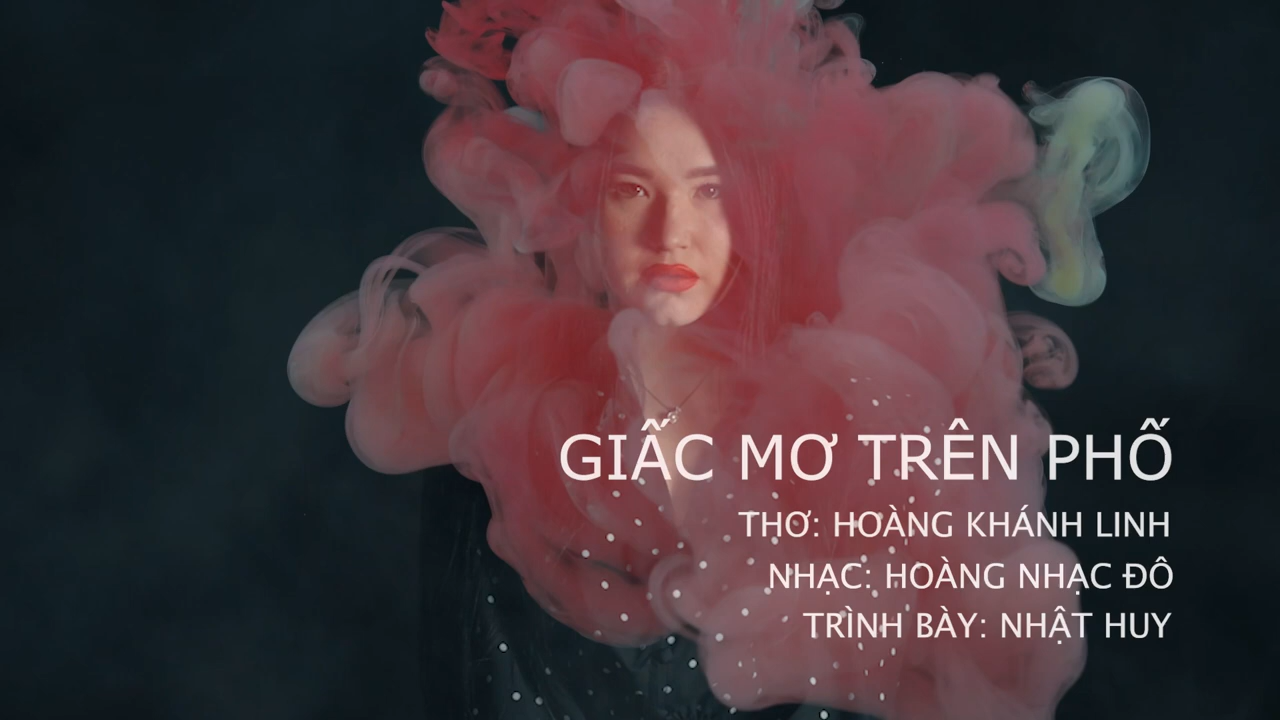 GIẤC MƠ TRÊN PHỐ
THƠ: HOÀNG KHÁNH LINH
NHẠC: HOÀNG NHẠC ĐÔ
TRÌNH BÀY: NHẬT HUY